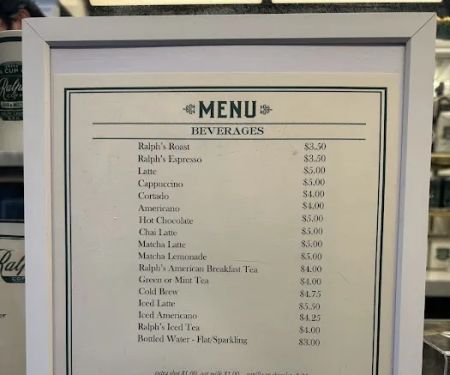 MENU
BEVERAGES
Ralph's Roast $3.50
Ralph's Espresso $3.50
Latte $5.00
Cappuccino $5.00
Cortado $4.00
Americano $4.00
Hot Chocolate $5.00
Chai Latte $5.00
Matcha Latte $5.00
Matcha Lemonade $5.00
Ralph's American Breakfast Tea $4.00
Green or Mint Tea $4.00
Cold Brew $4.75
Iced Latte $5.50
Iced Americano $4.25
Ralph's Iced Tea $4.00
Bottled Water - Flat/Sparkling $3.00
CUP
Ralph